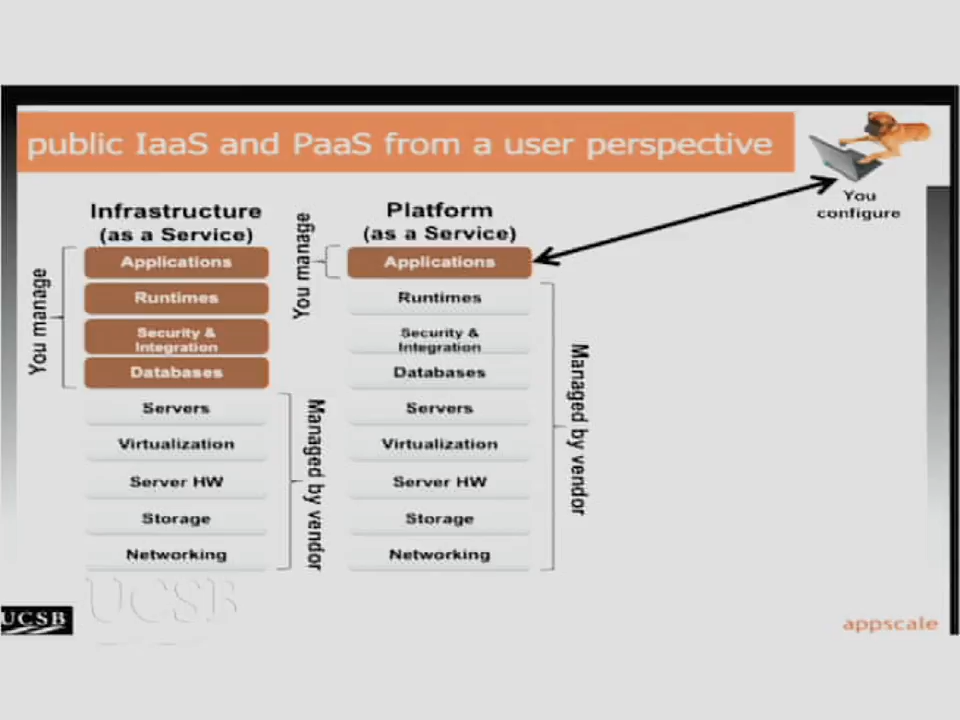 public IaaS and PaaS from a user perspective
You
configure
Infrastructure
(as a Service)
You manage
Applications
Runtimes
Security &
Integration
Databases
Servers
Virtualization
Server HW
Storage
Networking
Managed by vendor
Platform
(as a Service)
You manage
Applications
Runtimes
Security &
Integration
Databases
Servers
Virtualization
Server HW
Storage
Networking
Managed by vendor
UCSB
UCSB
appscale